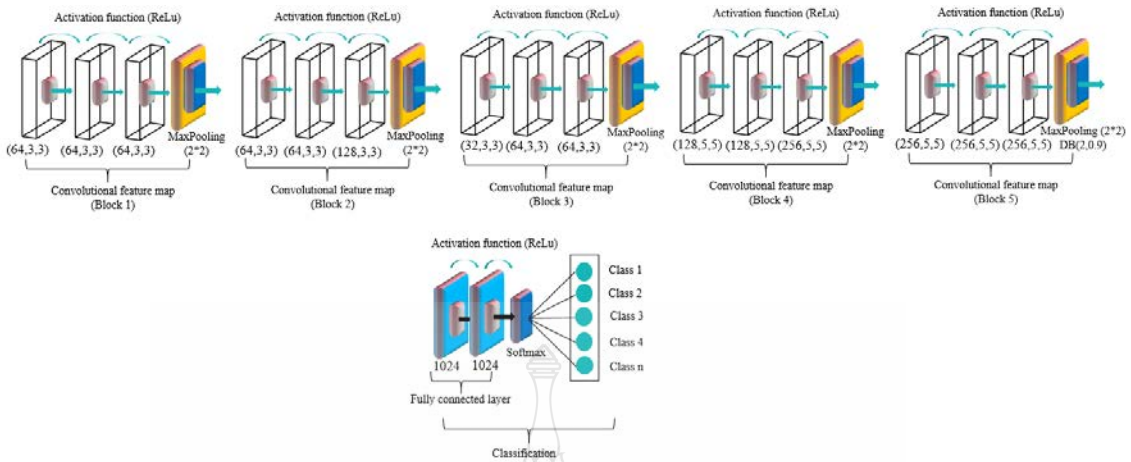 Activation function (ReLu) Activation function (ReLu) Activation function (ReLu) Activation function (ReLu) Activation function (ReLu)
MaxPooling MaxPooling MaxPooling MaxPooling MaxPooling (2*2)
(64,3,3) (64,3,3) (64,3,3) (2*2) (64,3,3) (64,3,3) (128,3,3) (2*2) (32,3,3) (64,3,3) (64,3,3) (2*2) (128,5,5) (128,5,5) (256,5,5) (2*2) (256,5,5) (256,5,5) (256,5,5) DB(2,0.9)
Convolutional feature map Convolutional feature map Convolutional feature map Convolutional feature map Convolutional feature map
(Block 1) (Block 2) (Block 3) (Block 4) (Block 5)
Activation function (ReLu)
Class 1
Class 2
Class 3
Class 4
Class n
Softmax
1024 1024
Fully connected layer
Classification